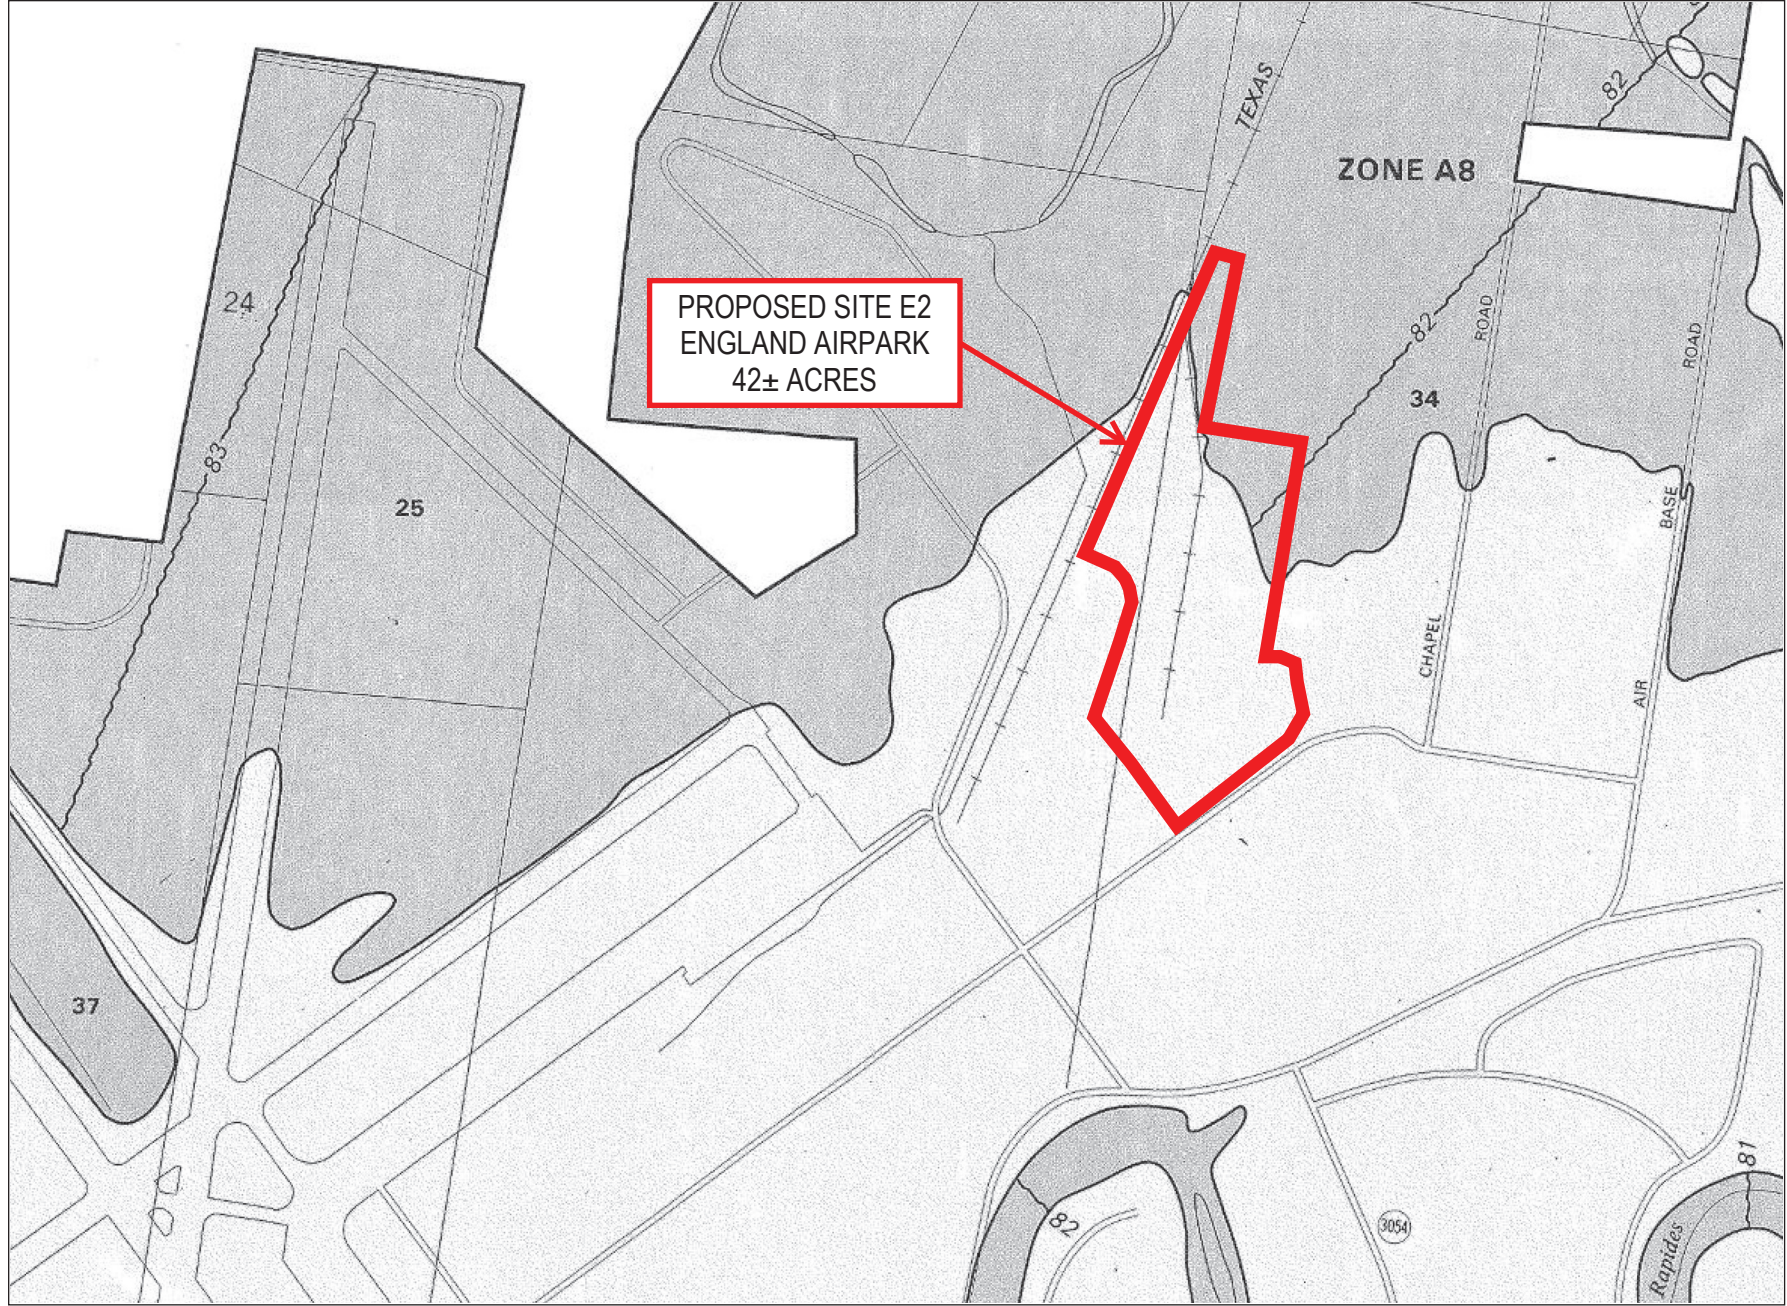 TEXAS
82
ZONE A8
24
PROPOSED SITE E2
ENGLAND AIRPARK
42± ACRES
82
ROAD
ROAD
34
83
25
BASE
CHAPEL
AIR
37
82
3054
81
Rapides